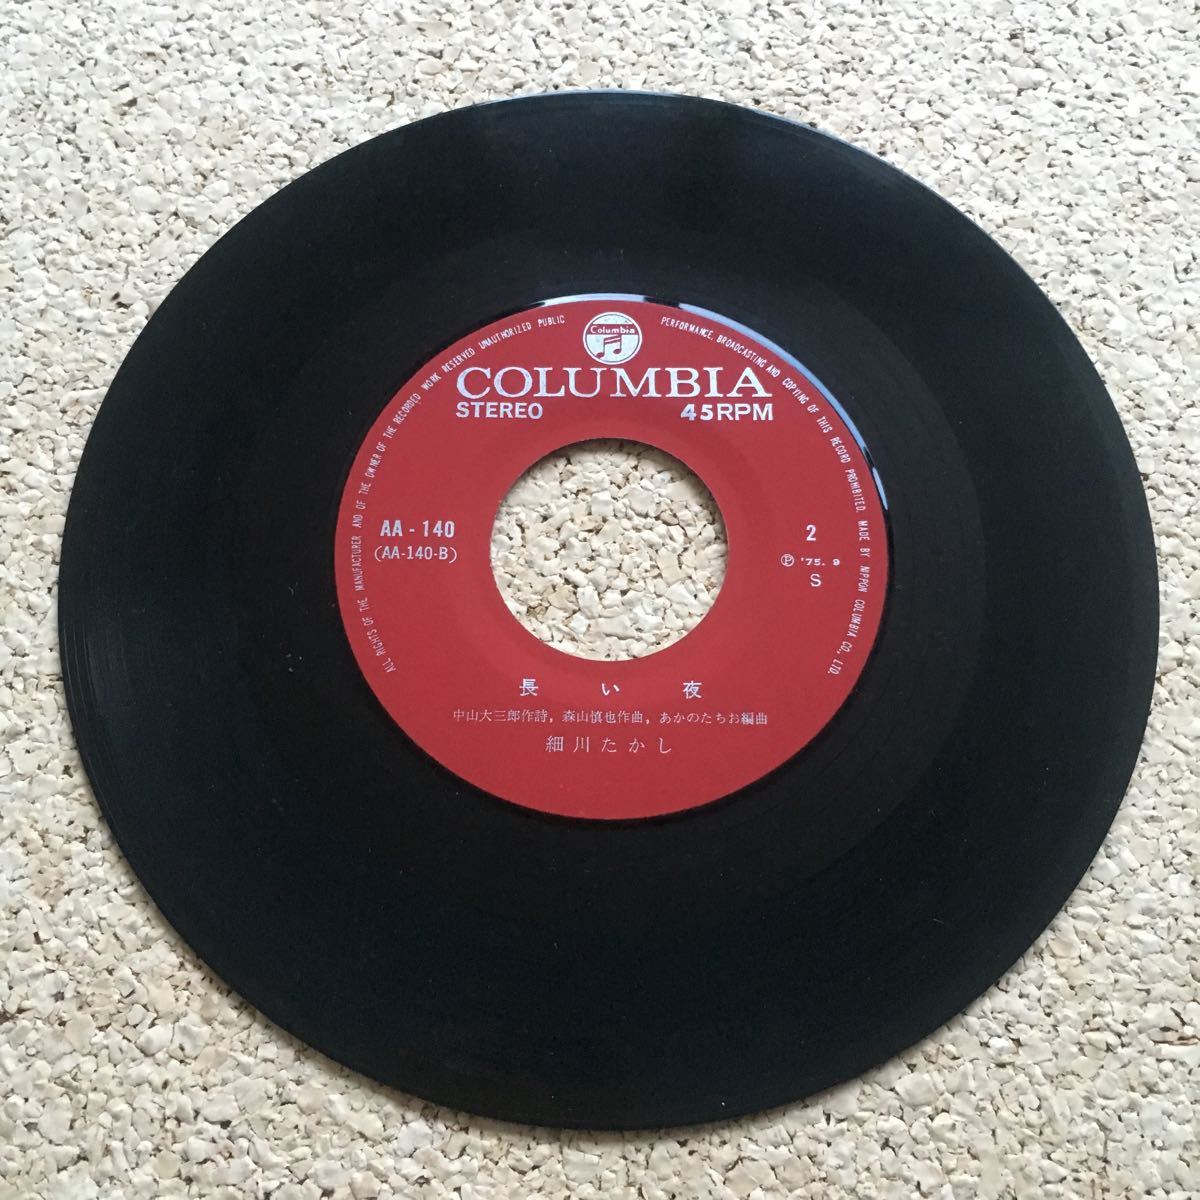 ALL RIGHTS OF THE MANUFACTURER AND OF THE OWNER OF THE RECORDED WORK RESERVED UNAUTHORIZED PUBLIC PERFORMANCE, BROADCASTING AND COPYING OF THIS RECORD PROHIBITED. MADE BY NIPPON COLUMBIA CO., LTD.
Columbia
COLUMBIA
STEREO 45RPM
AA - 140 2
(AA-140-B) Ⓟ '75. 9
S
長い夜
中山大三郎作詩, 森山慎也作曲, あかのたちお編曲
細川たかし